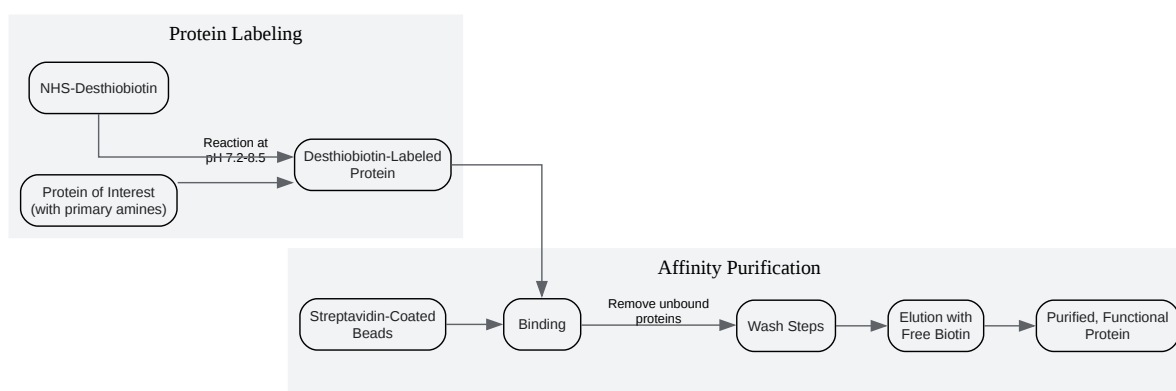 Protein Labeling
NHS-Desthiobiotin
Reaction at
pH 7.2-8.5
Desthiobiotin-Labeled
Protein
Protein of Interest
(with primary amines)
Affinity Purification
Streptavidin-Coated
Beads
Binding
Remove unbound
proteins
Wash Steps
Elution with
Free Biotin
Purified, Functional
Protein